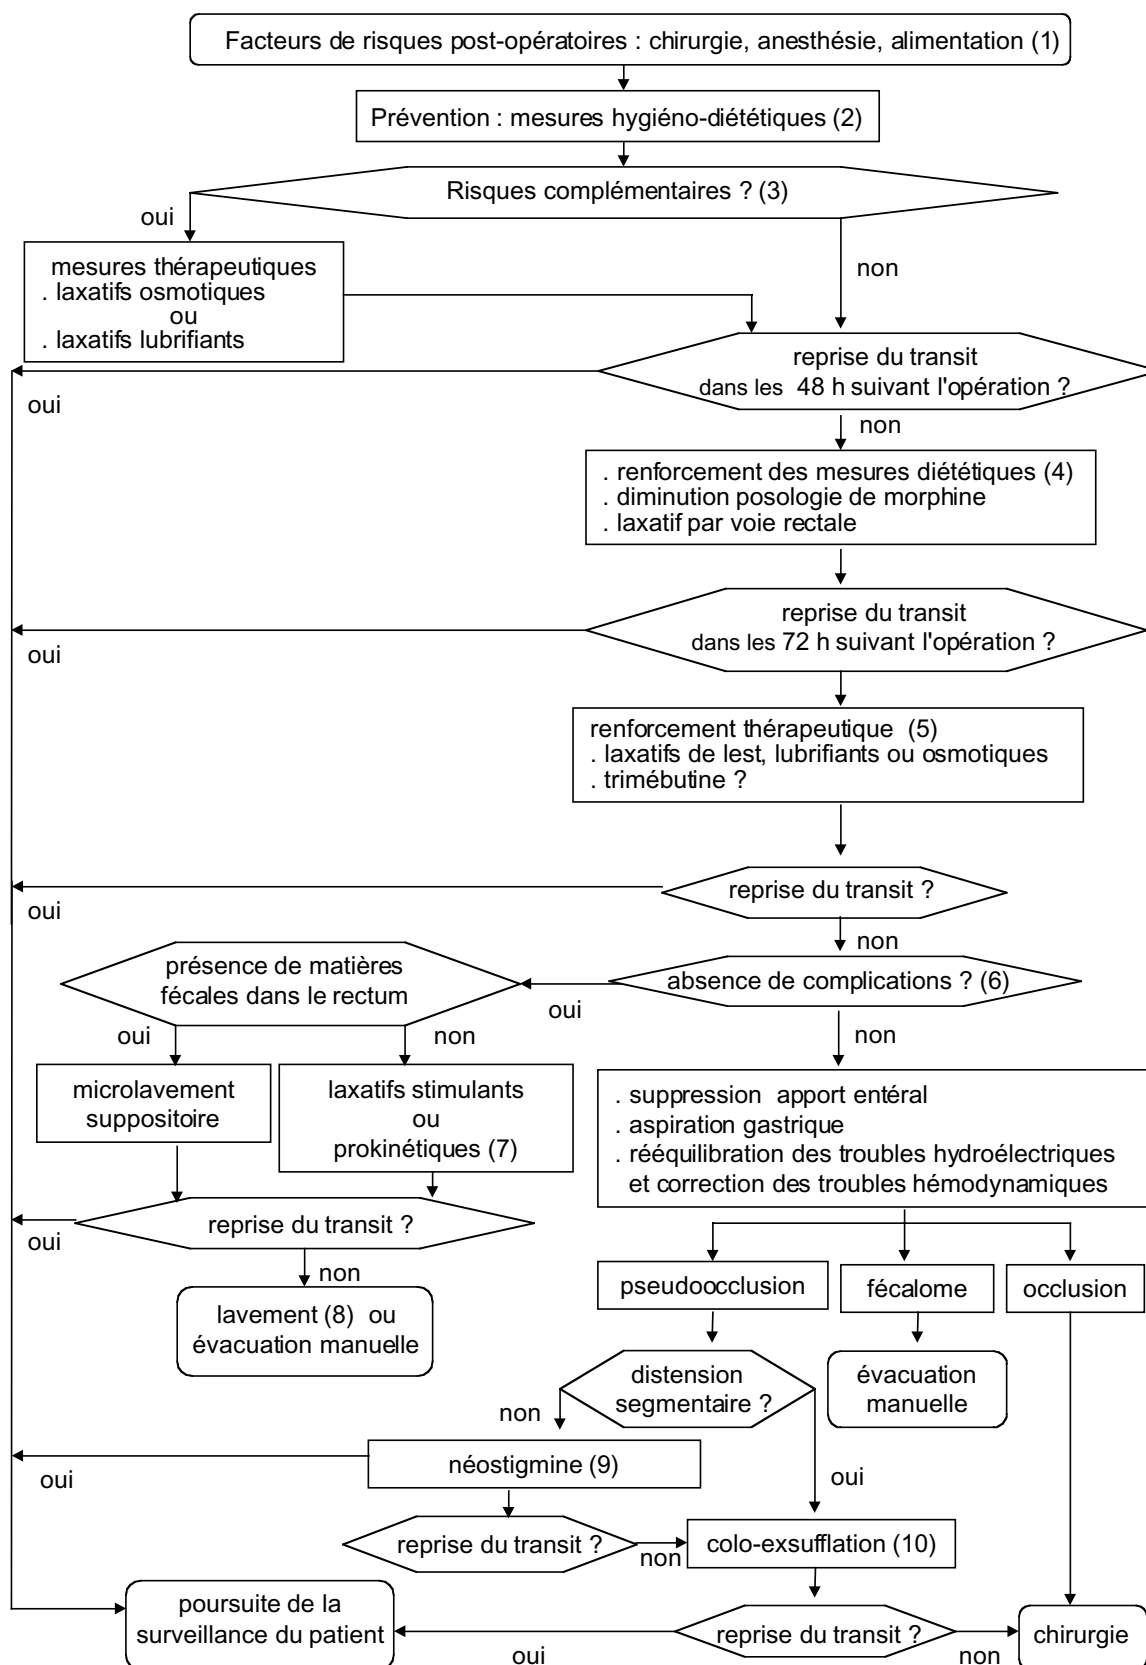 Facteurs de risques post-opératoires : chirurgie, anesthésie, alimentation (1)
Prévention : mesures hygiéno-diététiques (2)
Risques complémentaires ? (3)
oui
non
mesures thérapeutiques
. laxatifs osmotiques
ou
. laxatifs lubrifiants
reprise du transit
dans les 48 h suivant l'opération ?
oui
non
. renforcement des mesures diététiques (4)
. diminution posologie de morphine
. laxatif par voie rectale
reprise du transit
dans les 72 h suivant l'opération ?
oui
renforcement thérapeutique (5)
. laxatifs de lest, lubrifiants ou osmotiques
. trimébutine ?
reprise du transit ?
oui
non
absence de complications ? (6)
présence de matières
fécales dans le rectum
oui
oui
non
non
microlavement
suppositoire
laxatifs stimulants
ou
prokinétiques (7)
. suppression apport entéral
. aspiration gastrique
. rééquilibration des troubles hydroélectriques
et correction des troubles hémodynamiques
reprise du transit ?
oui
non
lavement (8) ou
évacuation manuelle
pseudoocclusion
fécalome
occlusion
distension
segmentaire ?
évacuation
manuelle
non
oui
néostigmine (9)
oui
reprise du transit ?
non
colo-exsufflation (10)
poursuite de la
surveillance du patient
oui
reprise du transit ?
non
chirurgie